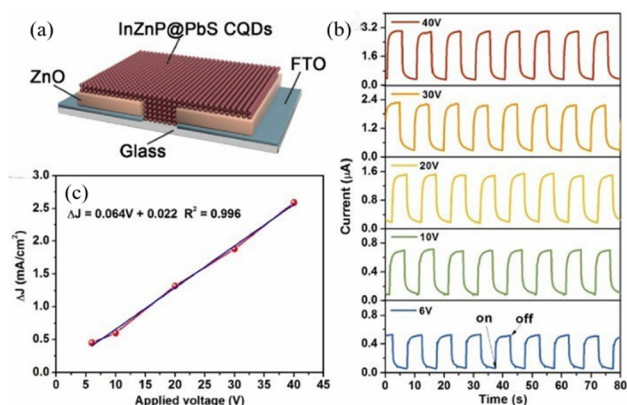 (a)
InZnP@PbS CQDs
ZnO
FTO
Glass
(b)
40V
3.2
1.6
0.0
30V
2.4
1.2
0.0
20V
1.6
0.8
0.0
10V
0.8
0.4
0.0
6V
0.8
0.4
0.0
on
off
Current (μA)
0 10 20 30 40 50 60 70 80
Time (s)
(c)
ΔJ = 0.064V + 0.022 R² = 0.996
3.0
2.5
2.0
1.5
1.0
0.5
0.0
ΔJ (mA/cm²)
0 5 10 15 20 25 30 35 40 45
Applied voltage (V)